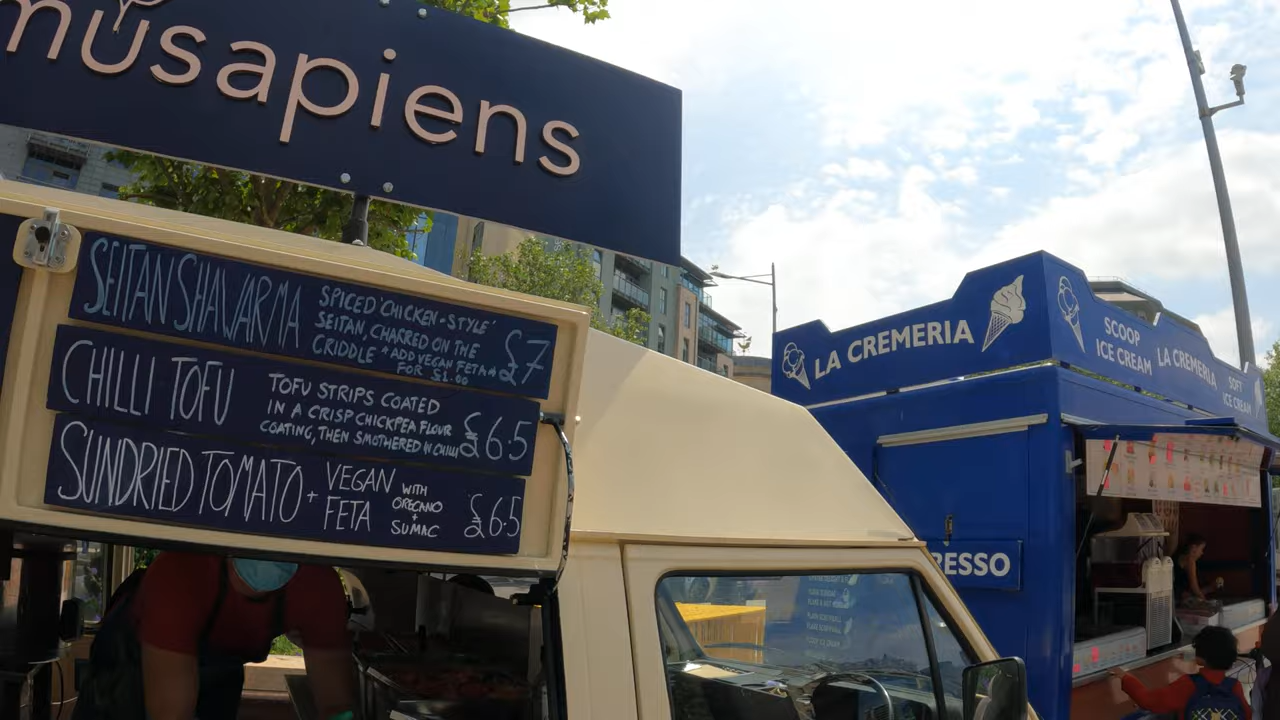 musapiens
SEITAN SHAWARMA
SPICED 'CHICKEN-STYLE'
SEITAN, CHARRED ON THE
GRIDDLE * ADD VEGAN FETA *
FOR £1.00
£7
CHILLI TOFU
TOFU STRIPS COATED
IN A CRISP CHICKPEA FLOUR
COATING, THEN SMOTHERED IN CHILLI
£6.5
SUNDRIED TOMATO +
VEGAN
FETA
WITH
OREGANO
+
SUMAC
£6.5
LA CREMERIA
SCOOP
ICE CREAM
LA CREMERIA
SOFT
ICE CREAM
RESSO